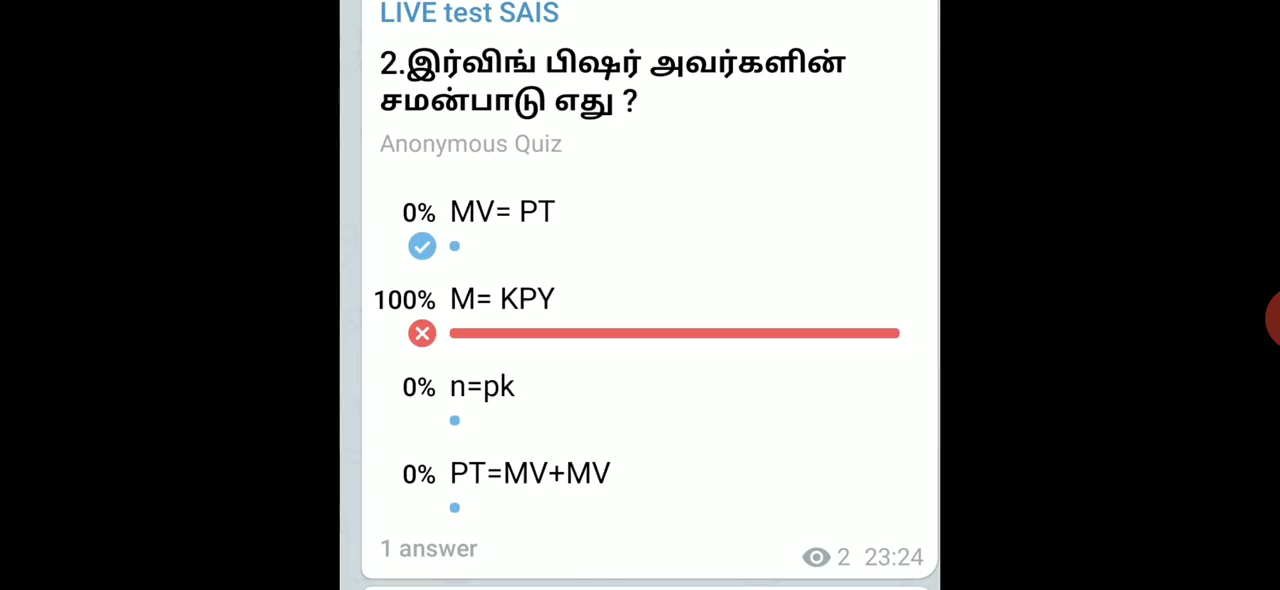 LIVE test SAIS
2.இர்விங் பிஷர் அவர்களின்
சமன்பாடு எது ?
Anonymous Quiz
0% MV= PT
100% M= KPY
0% n=pk
0% PT=MV+MV
1 answer
2 23:24